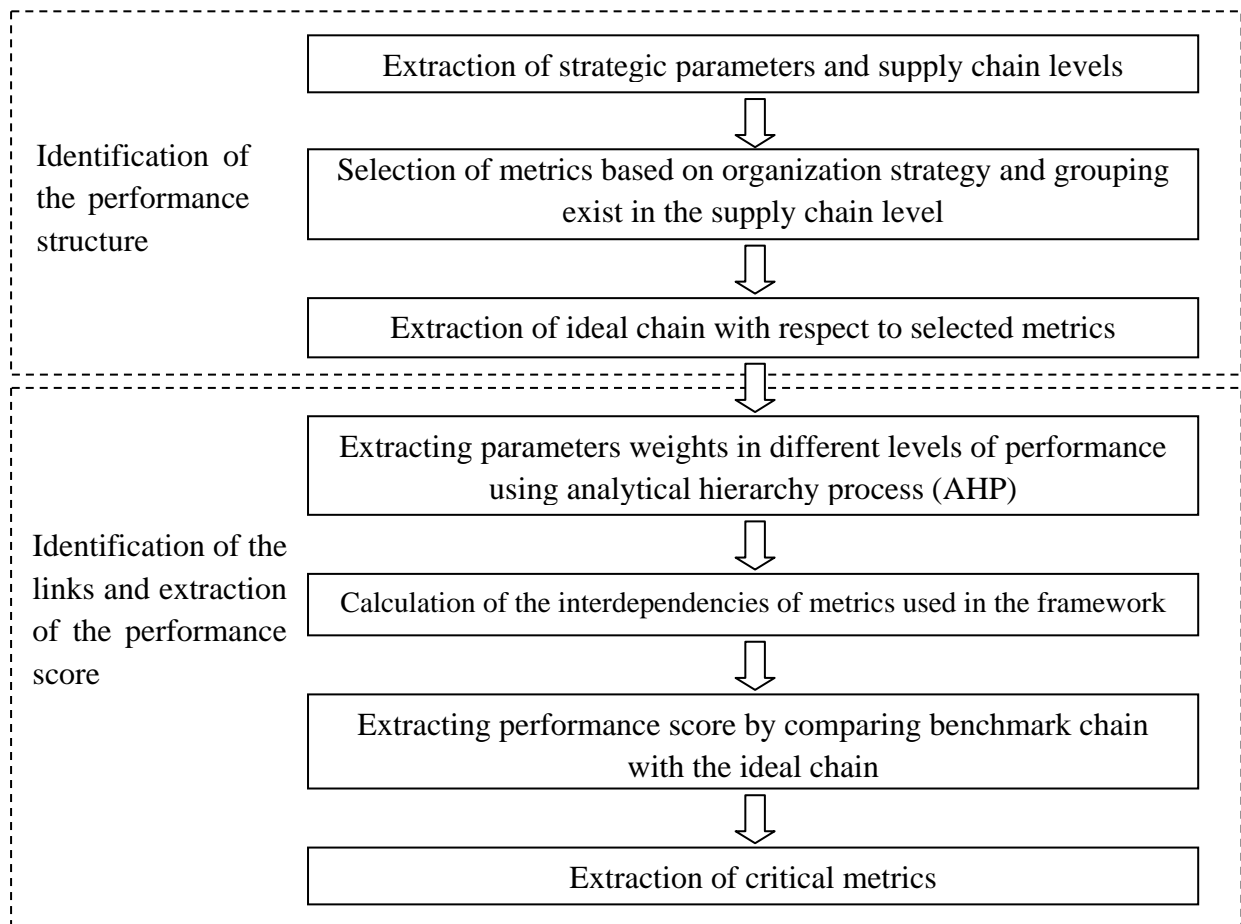 Extraction of strategic parameters and supply chain levels
Identification of
the performance
structure
Selection of metrics based on organization strategy and grouping
exist in the supply chain level
Extraction of ideal chain with respect to selected metrics
Extracting parameters weights in different levels of performance
using analytical hierarchy process (AHP)
Identification of the
links and extraction
of the performance
score
Calculation of the interdependencies of metrics used in the framework
Extracting performance score by comparing benchmark chain
with the ideal chain
Extraction of critical metrics